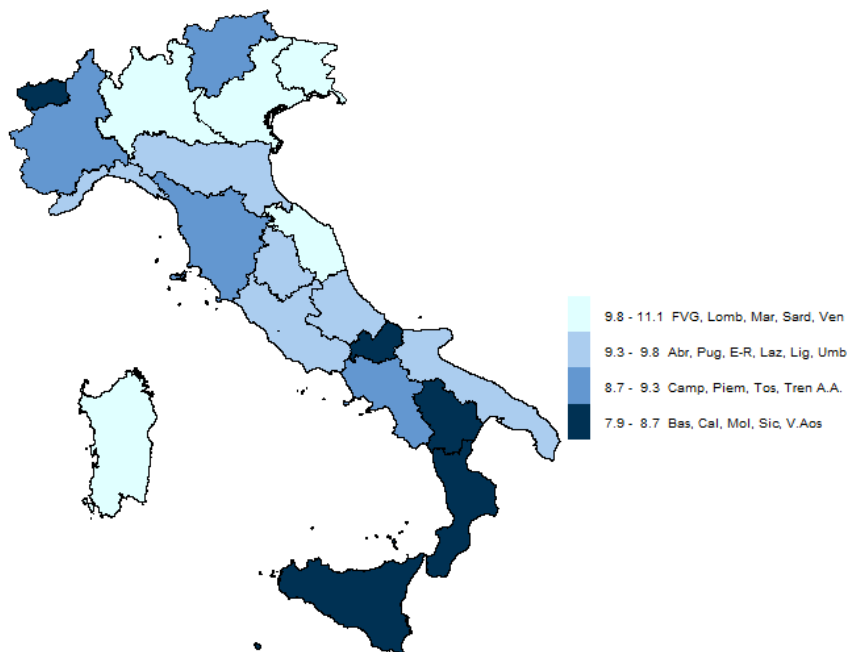 9.8 - 11.1  FVG, Lomb, Mar, Sard, Ven
9.3 -  9.8  Abr, Pug, E-R, Laz, Lig, Umb
8.7 -  9.3  Camp, Piem, Tos, Tren A.A.
7.9 -  8.7  Bas, Cal, Mol, Sic, V.Aos